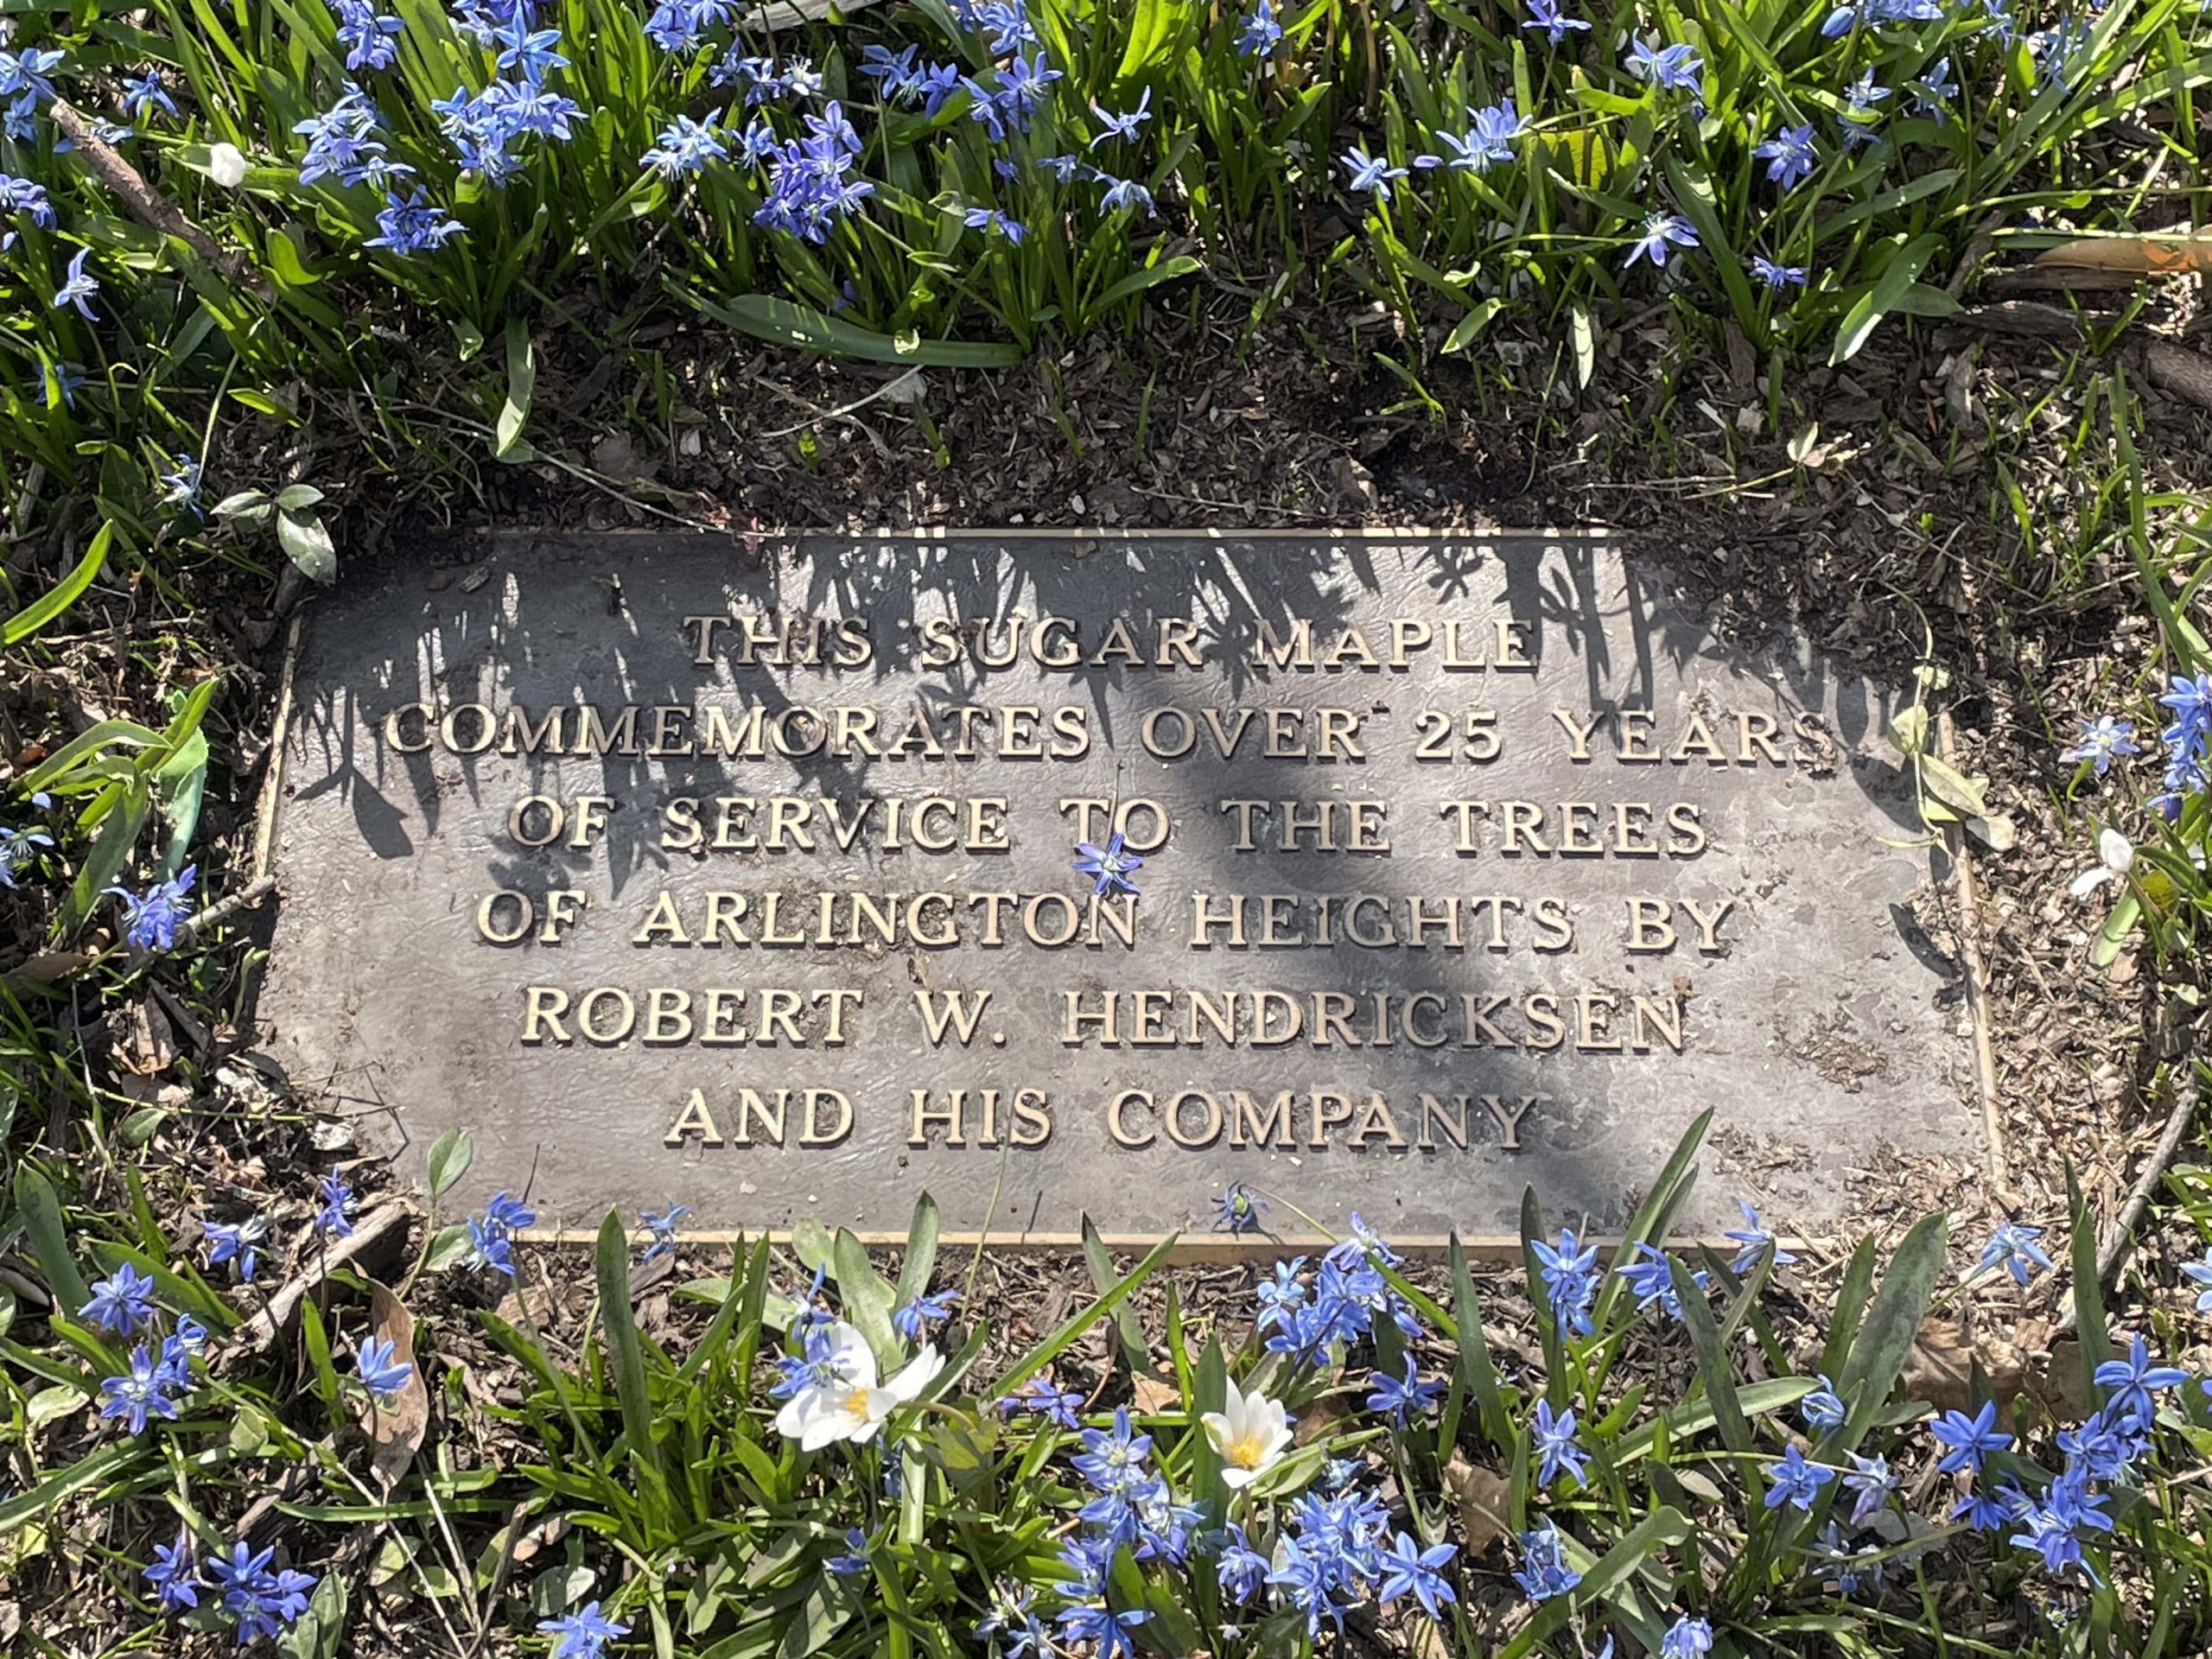 THIS SUGAR MAPLE
COMMEMORATES OVER 25 YEARS
OF SERVICE TO THE TREES
OF ARLINGTON HEIGHTS BY
ROBERT W. HENDRICKSEN
AND HIS COMPANY